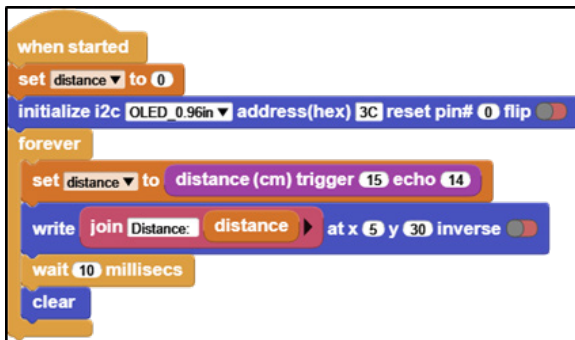 when started
set distance to 0
initialize i2c OLED_0.96in address(hex) 3C reset pin# 0 flip
forever
set distance to distance (cm) trigger 15 echo 14
write join Distance: distance at x 5 y 30 inverse
wait 10 millisecs
clear